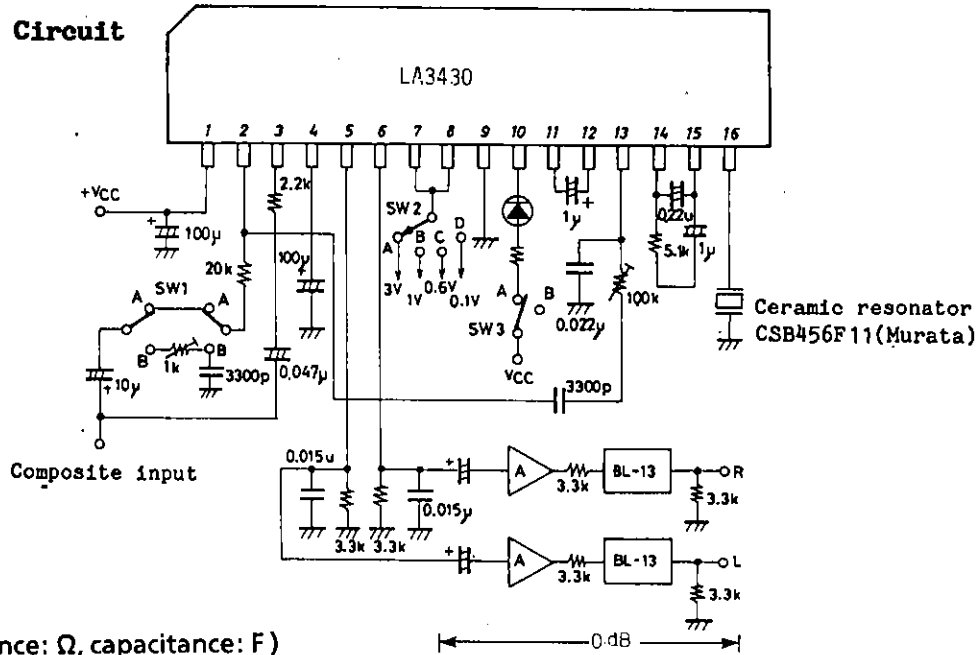 Circuit
LA3430
1 2 3 4 5 6 7 8 9 10 11 12 13 14 15 16
+VCC
100μ
20k
2.2k
100μ
SW2
A B C D
3V 1V 0.6V 0.1V
1μ
+
0.22u
5.1k
1μ
SW1
A A
B B
1k
3300p
0.047μ
+ 10μ
A B
SW3
VCC
0.022μ
100k
3300p
Ceramic resonator
CSB456F11(Murata)
Composite input
0.015u
3.3k 3.3k
0.015μ
+
A
3.3k
BL-13
R
3.3k
+
A
3.3k
BL-13
L
3.3k
nce: Ω, capacitance: F)
0dB